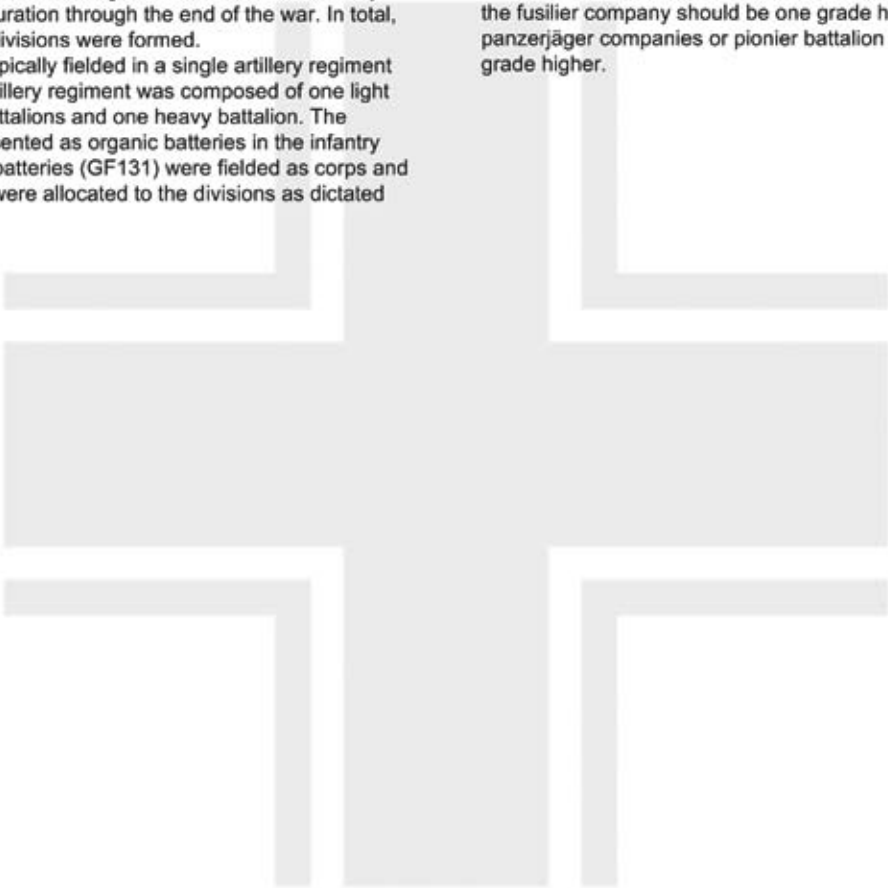 uration through the end of the war. In total,
ivisions were formed.
pically fielded in a single artillery regiment
illery regiment was composed of one light
ttalions and one heavy battalion. The
ented as organic batteries in the infantry
batteries (GF131) were fielded as corps and
were allocated to the divisions as dictated
the fusilier company should be one grade h
panzerjäger companies or pionier battalion
grade higher.